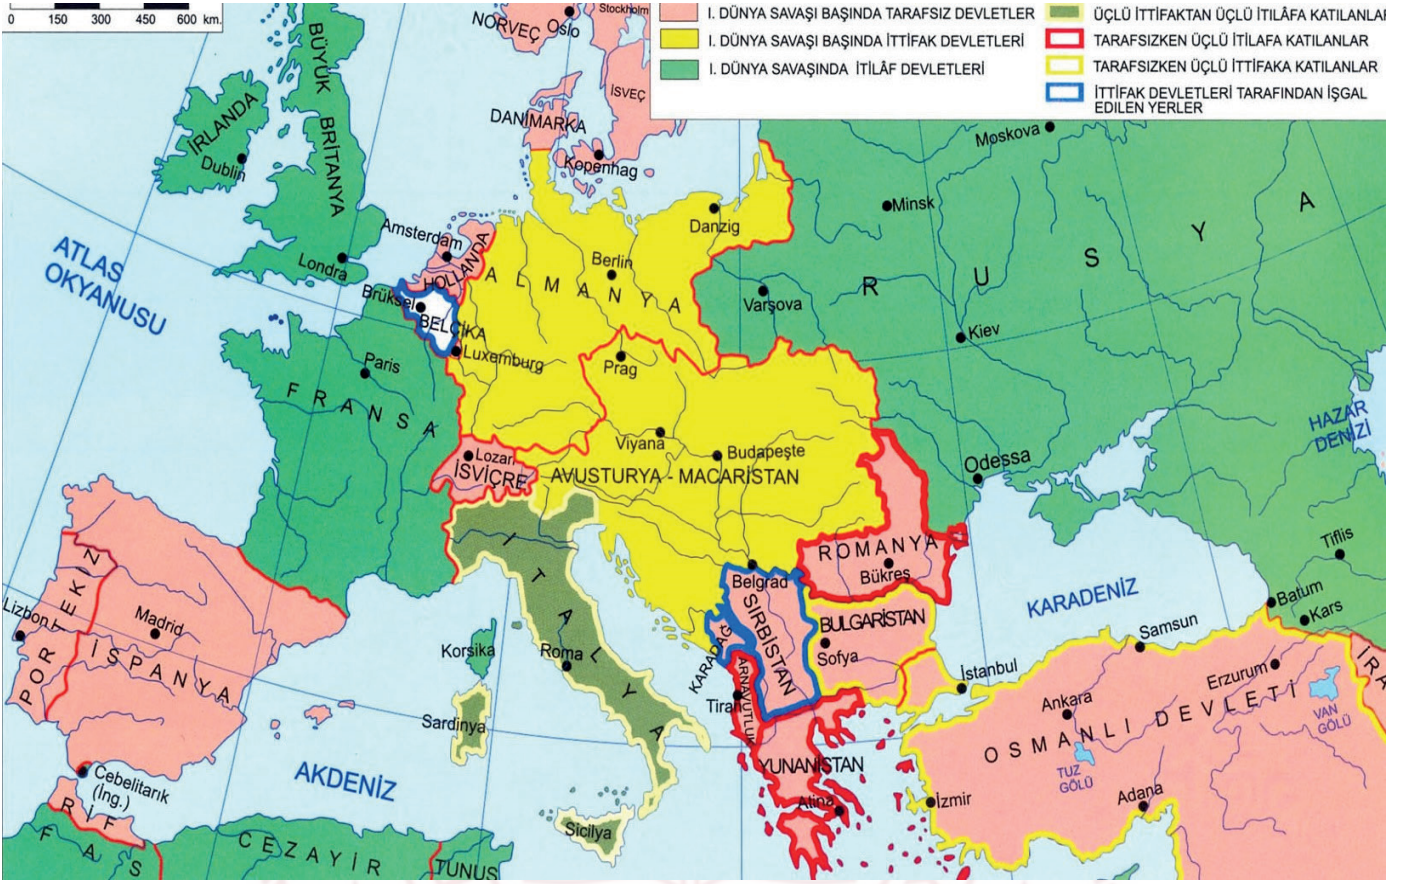 0 150 300 450 600 km.
I. DÜNYA SAVAŞI BAŞINDA TARAFSIZ DEVLETLER
I. DÜNYA SAVAŞI BAŞINDA İTTİFAK DEVLETLERİ
I. DÜNYA SAVAŞINDA İTİLÂF DEVLETLERİ
ÜÇLÜ İTTİFAKTAN ÜÇLÜ İTİLÂFA KATILANLAR
TARAFSIZKEN ÜÇLÜ İTİLAFA KATILANLAR
TARAFSIZKEN ÜÇLÜ İTTİFAKA KATILANLAR
İTTİFAK DEVLETLERİ TARAFINDAN İŞGAL
EDİLEN YERLER
NORVEÇ
Oslo
Stockholm
İSVEÇ
DANİMARKA
Kopenhag
BÜYÜK BRİTANYA
İRLANDA
Dublin
Londra
Moskova
Minsk
RUSYA
Danzig
Amsterdam
HOLLANDA
Berlin
ALMANYA
ATLAS
OKYANUSU
Brüksel
BELÇİKA
Luxemburg
Varşova
Kiev
Paris
FRANSA
Prag
Viyana
Budapeşte
AVUSTURYA - MACARİSTAN
Lozan
İSVİÇRE
Odessa
HAZAR
DENİZİ
İTALYA
ROMANYA
Bükreş
Tiflis
Belgrad
SIRBİSTAN
KARADAĞ
BULGARİSTAN
Sofya
KARADENİZ
Batum
Kars
Samsun
PORTEKİZ
Lizbon
Madrid
İSPANYA
Korsika
Roma
Sardinya
ARNAVUTLUK
Tiran
İstanbul
Ankara
Erzurum
İRA
VAN
GÖLÜ
OSMANLI DEVLETİ
TUZ
GÖLÜ
AKDENİZ
YUNANİSTAN
Atina
İzmir
Adana
Cebelitarık
(İng.)
RİF
FAS
CEZAYİR
TUNUS
Sicilya